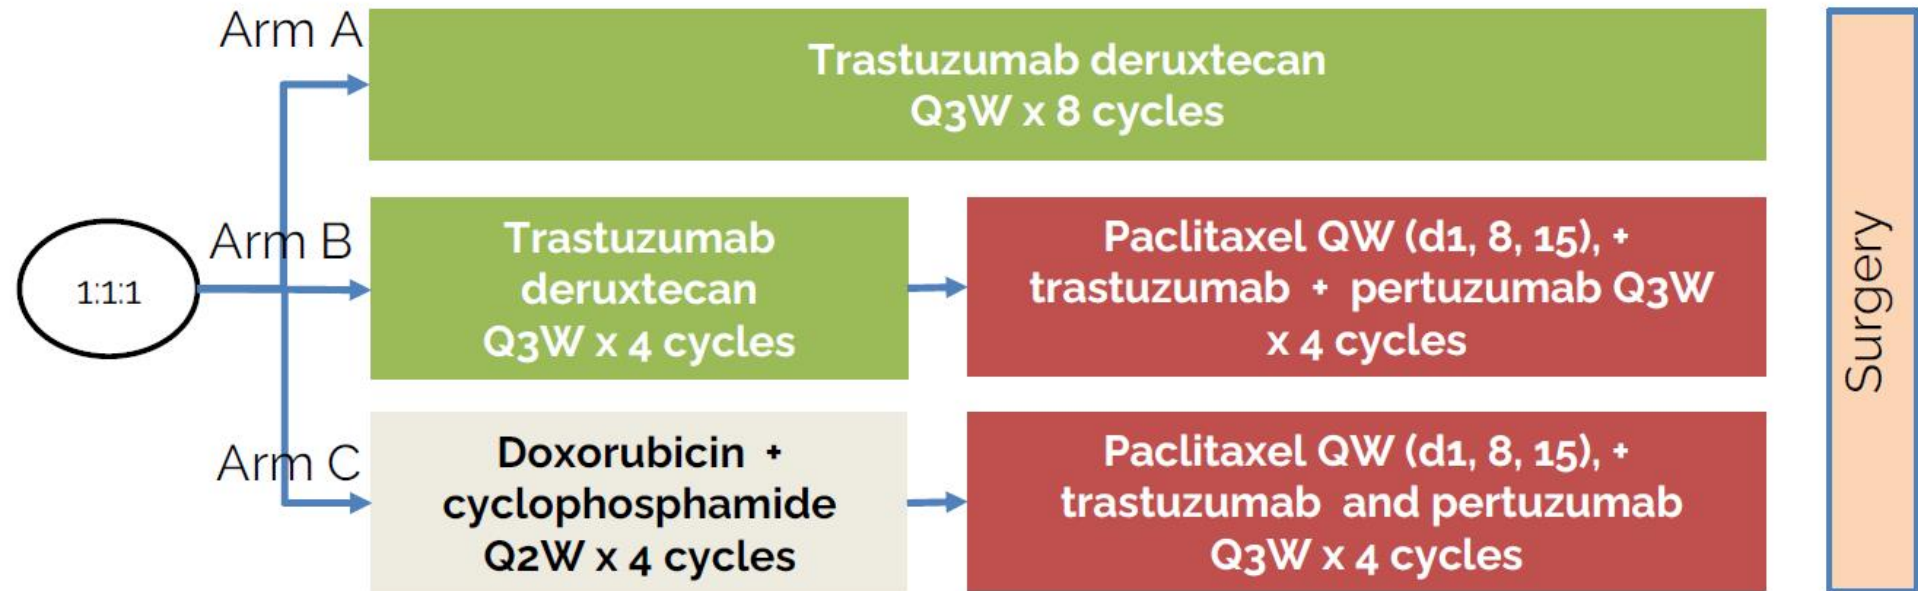 Arm A
Trastuzumab deruxtecan
Q3W x 8 cycles
1:1:1
Arm B
Trastuzumab
deruxtecan
Q3W x 4 cycles
Paclitaxel QW (d1, 8, 15), +
trastuzumab + pertuzumab Q3W
x 4 cycles
Arm C
Doxorubicin +
cyclophosphamide
Q2W x 4 cycles
Paclitaxel QW (d1, 8, 15), +
trastuzumab and pertuzumab
Q3W x 4 cycles
Surgery